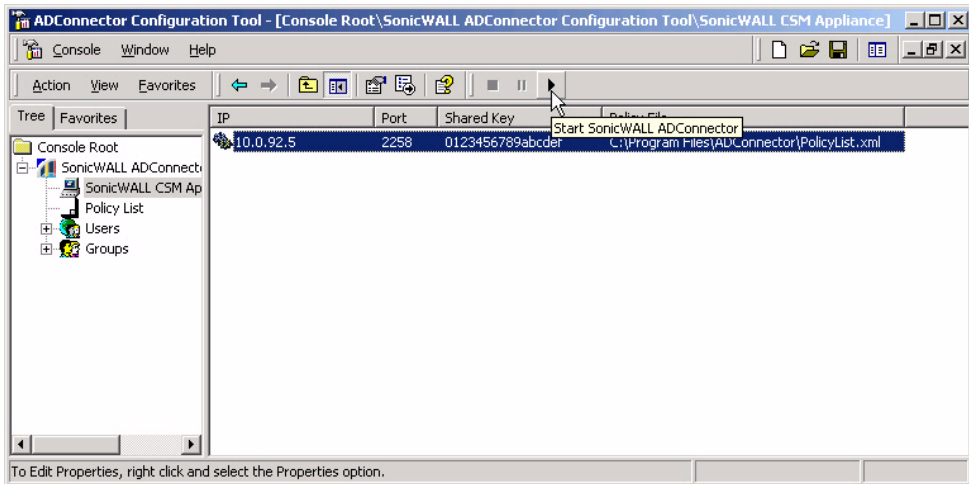 ADConnector Configuration Tool - [Console Root\SonicWALL ADConnector Configuration Tool\SonicWALL CSM Appliance]
Console Window Help
Action View Favorites
Tree Favorites
IP Port Shared Key
Start SonicWALL ADConnector
10.0.92.5 2258 0123456789abcdef C:\Program Files\ADConnector\PolicyList.xml
Console Root
SonicWALL ADConnect
SonicWALL CSM Ap
Policy List
Users
Groups
To Edit Properties, right click and select the Properties option.